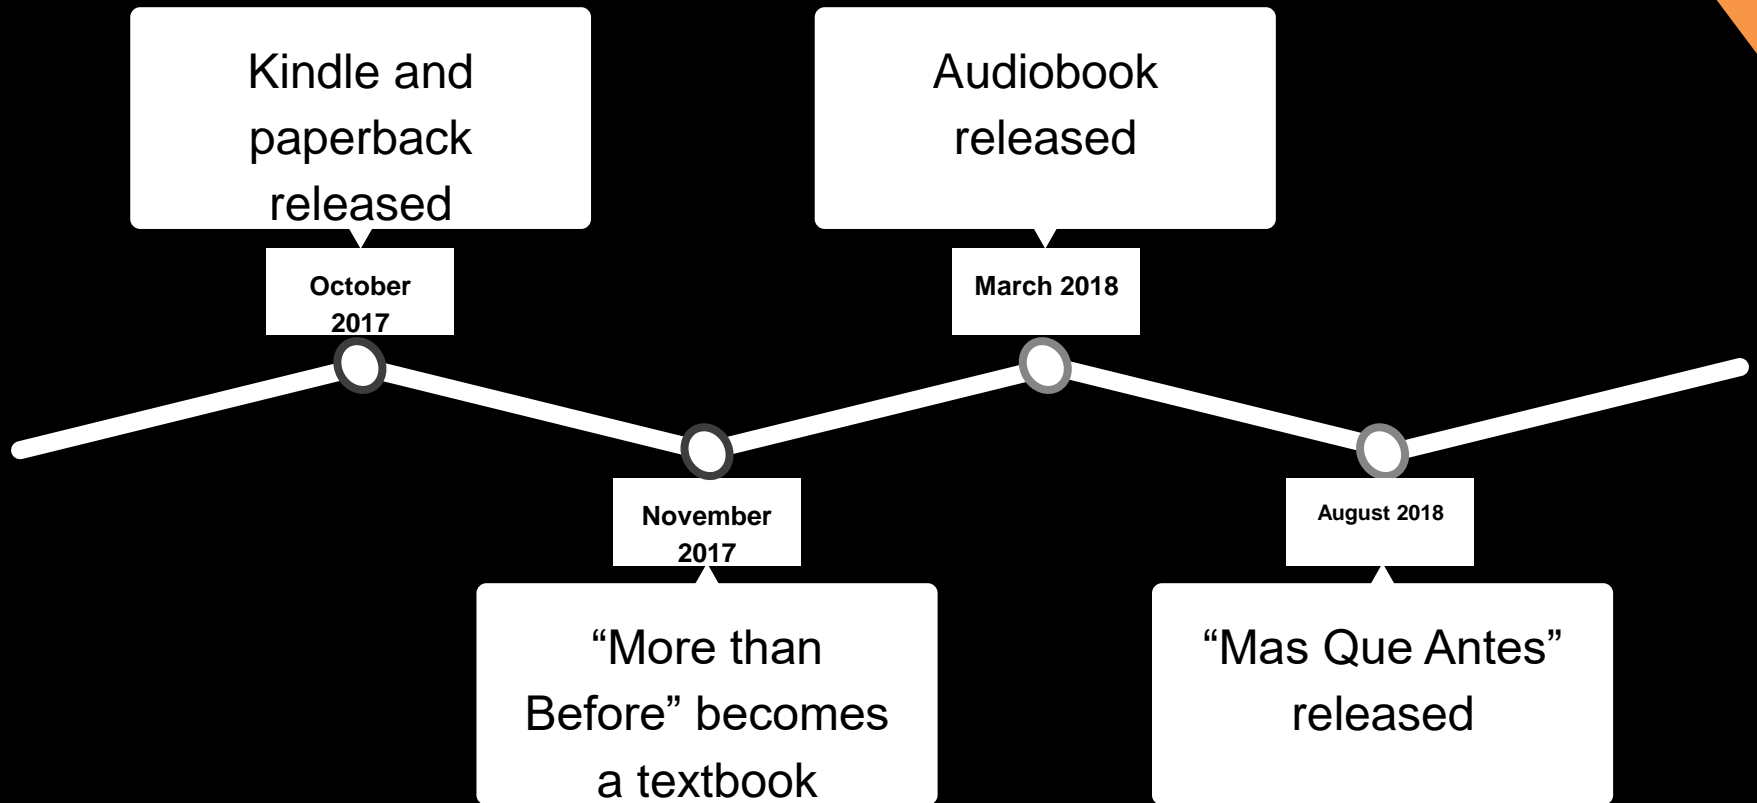 Kindle and
paperback
released
October
2017
Audiobook
released
March 2018
November
2017
“More than
Before” becomes
a textbook
August 2018
“Mas Que Antes”
released